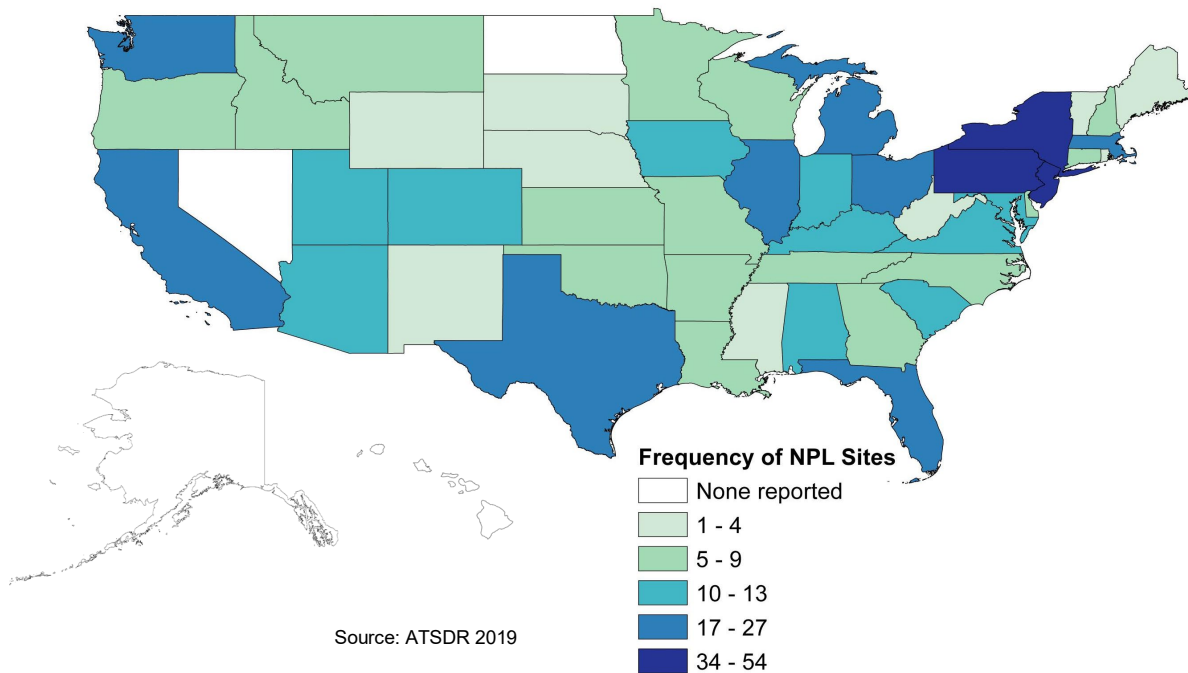 Frequency of NPL Sites
None reported
1 - 4
5 - 9
10 - 13
17 - 27
34 - 54
Source: ATSDR 2019